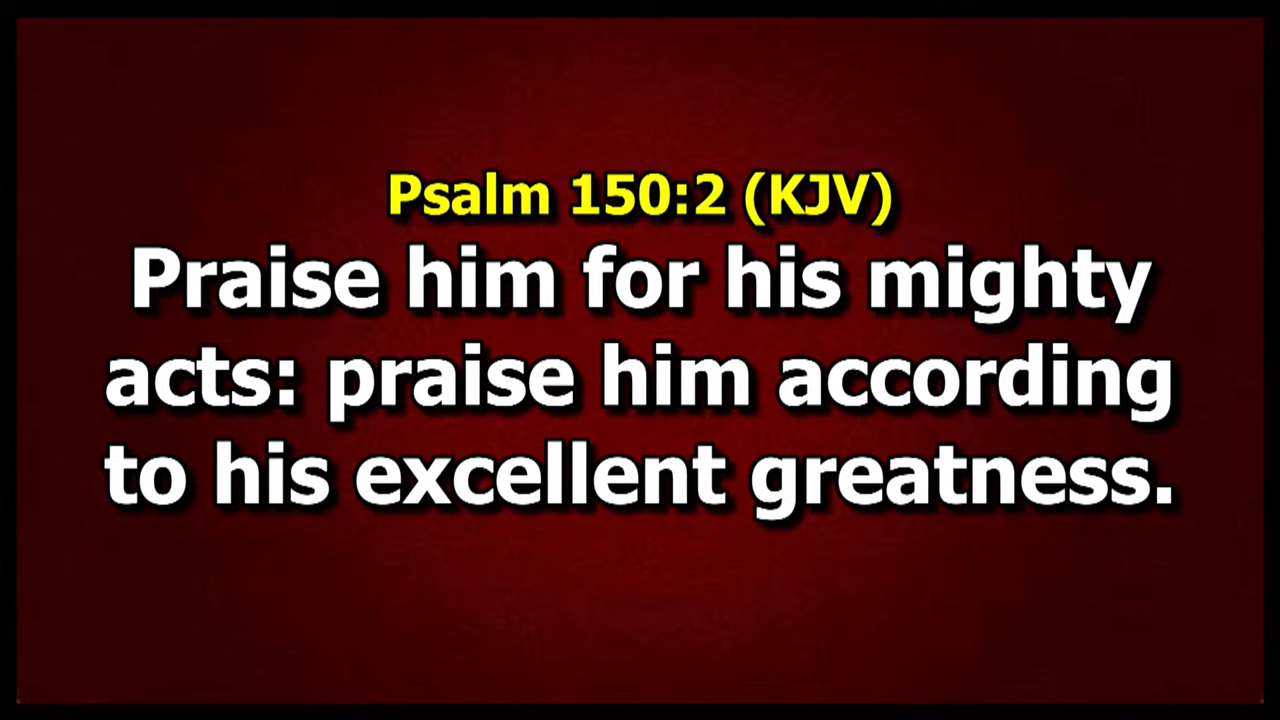 Psalm 150:2 (KJV)
Praise him for his mighty
acts: praise him according
to his excellent greatness.